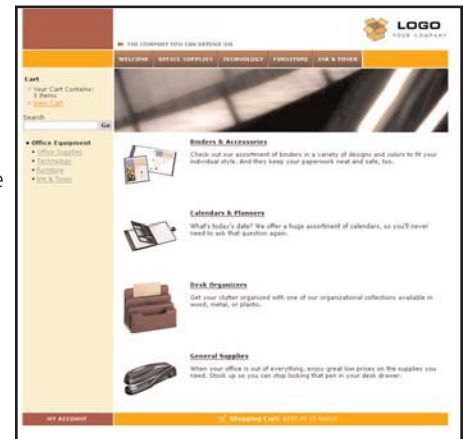 LOGO
YOUR COMPANY
THE COMPANY YOU CAN DEPEND ON
WELCOME OFFICE SUPPLIES TECHNOLOGY FURNITURE INK & TONER
Cart
Your Cart Contains:
3 Items
View Cart
Search
Go
Office Equipment
Office Supplies
Technology
Furniture
Ink & Toner
Binders & Accessories
Check out our assortment of binders in a variety of designs and colors to fit your
individual style. And they keep your paperwork neat and safe, too.
Calendars & Planners
What's today's date? We offer a huge assortment of calendars, so you'll never
need to ask that question again.
Desk Organizers
Get your clutter organized with one of our organizational collections available in
wood, metal, or plastic.
General Supplies
When your office is out of everything, enjoy great low prices on the supplies you
need. Stock up so you can stop looking that pen in your desk drawer.
MY ACCOUNT
Shopping Cart:
e